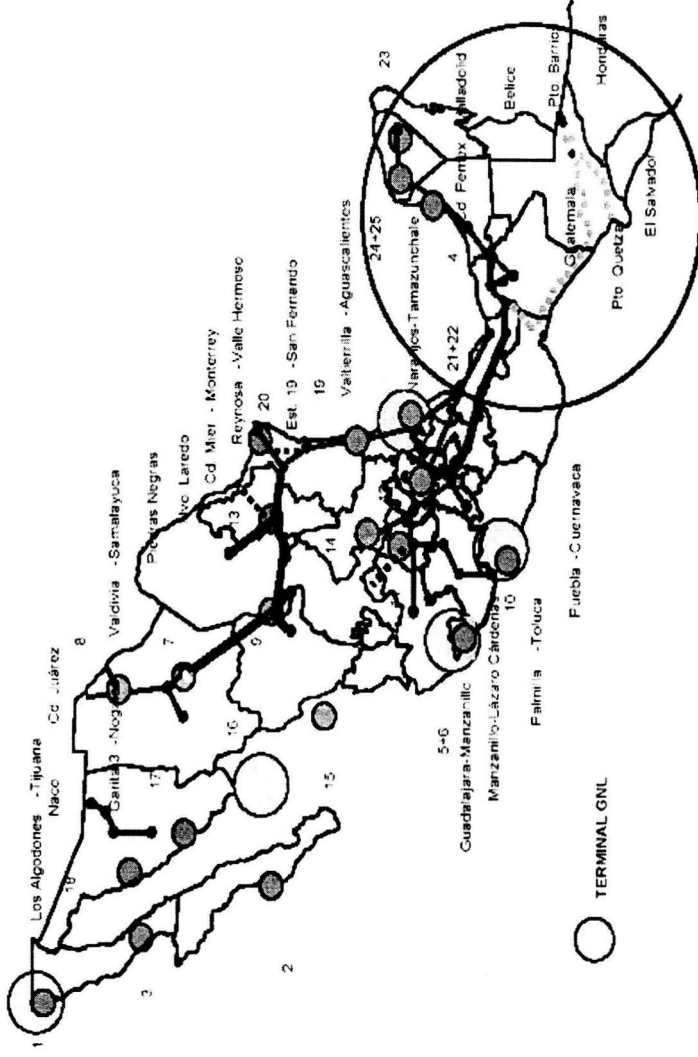 1
Los Algodones -Tijuana
Naco
Cd Juárez
8
Valdivia -Samalayuca
Piedras Negras
Cd. Mier - Monterrey
Reynosa -Valle Hermoso
20
Est. 19 -San Fernando
19
Valtierrilla -Aguascalientes
24+25
23
18
17
7
16
9
13
14
3
2
15
Naranjos-Tamazunchale
21+22
4
Cd Pemex
Belice
Pto. Barrios
Honduras
Guatemala
El Salvador
Pto Quetzal
5+6
Guadalajara-Manzanillo
Manzanillo-Lázaro Cárdenas
10
Palmilla -Toluca
Puebla -Cuernavaca
TERMINAL GNL